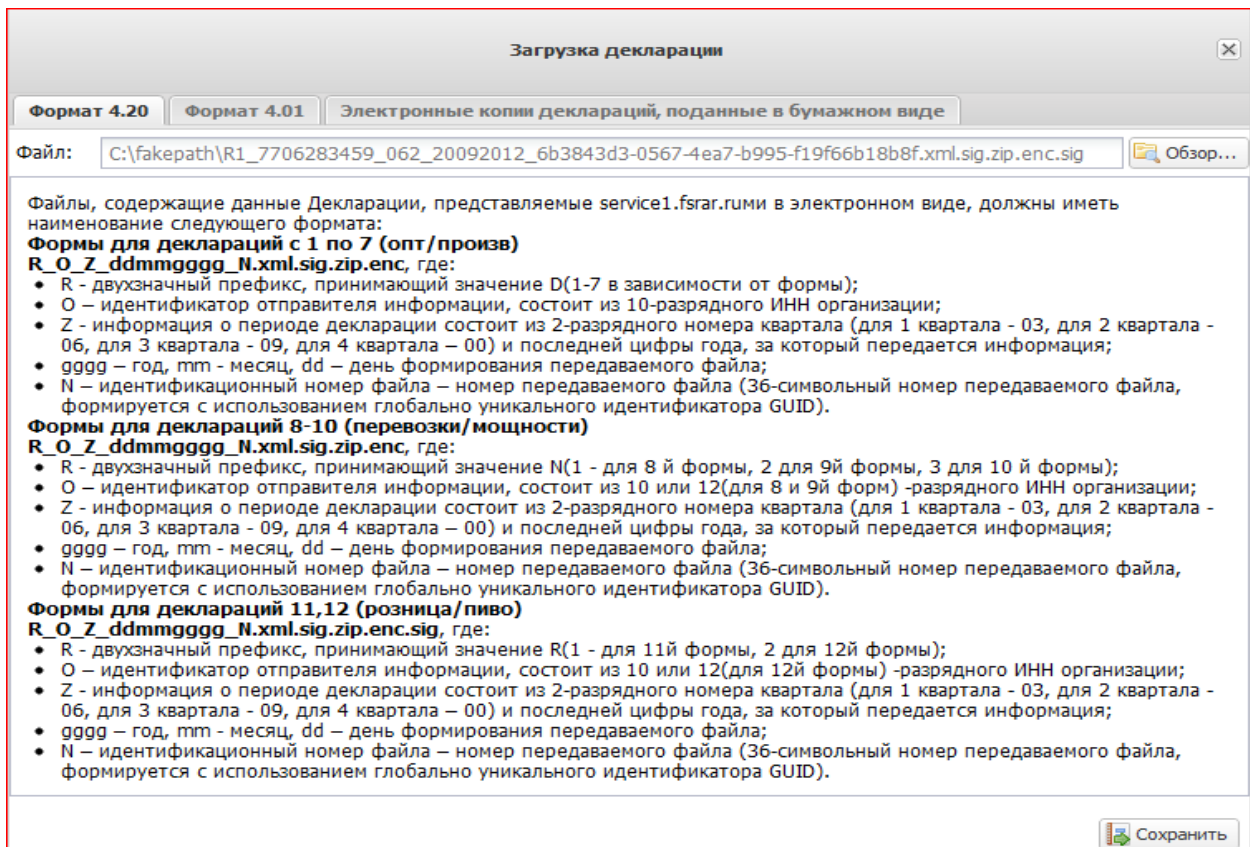 Загрузка декларации
Формат 4.20 Формат 4.01 Электронные копии деклараций, поданные в бумажном виде
Файл: C:\fakepath\R1_7706283459_062_20092012_6b3843d3-0567-4ea7-b995-f19f66b18b8f.xml.sig.zip.enc.sig Обзор...
Файлы, содержащие данные Декларации, представляемые service1.fsrar.ruми в электронном виде, должны иметь
наименование следующего формата:
Формы для деклараций с 1 по 7 (опт/произв)
R_O_Z_ddmmgggg_N.xml.sig.zip.enc, где:
• R - двухзначный префикс, принимающий значение D(1-7 в зависимости от формы);
• O – идентификатор отправителя информации, состоит из 10-разрядного ИНН организации;
• Z - информация о периоде декларации состоит из 2-разрядного номера квартала (для 1 квартала - 03, для 2 квартала -
06, для 3 квартала - 09, для 4 квартала – 00) и последней цифры года, за который передается информация;
• gggg – год, mm - месяц, dd – день формирования передаваемого файла;
• N – идентификационный номер файла – номер передаваемого файла (36-символьный номер передаваемого файла,
формируется с использованием глобально уникального идентификатора GUID).
Формы для деклараций 8-10 (перевозки/мощности)
R_O_Z_ddmmgggg_N.xml.sig.zip.enc, где:
• R - двухзначный префикс, принимающий значение N(1 - для 8 й формы, 2 для 9й формы, 3 для 10 й формы);
• O – идентификатор отправителя информации, состоит из 10 или 12(для 8 и 9й форм) -разрядного ИНН организации;
• Z - информация о периоде декларации состоит из 2-разрядного номера квартала (для 1 квартала - 03, для 2 квартала -
06, для 3 квартала - 09, для 4 квартала – 00) и последней цифры года, за который передается информация;
• gggg – год, mm - месяц, dd – день формирования передаваемого файла;
• N – идентификационный номер файла – номер передаваемого файла (36-символьный номер передаваемого файла,
формируется с использованием глобально уникального идентификатора GUID).
Формы для деклараций 11,12 (розница/пиво)
R_O_Z_ddmmgggg_N.xml.sig.zip.enc.sig, где:
• R - двухзначный префикс, принимающий значение R(1 - для 11й формы, 2 для 12й формы);
• O – идентификатор отправителя информации, состоит из 10 или 12(для 12й формы) -разрядного ИНН организации;
• Z - информация о периоде декларации состоит из 2-разрядного номера квартала (для 1 квартала - 03, для 2 квартала -
06, для 3 квартала - 09, для 4 квартала – 00) и последней цифры года, за который передается информация;
• gggg – год, mm - месяц, dd – день формирования передаваемого файла;
• N – идентификационный номер файла – номер передаваемого файла (36-символьный номер передаваемого файла,
формируется с использованием глобально уникального идентификатора GUID).
Сохранить